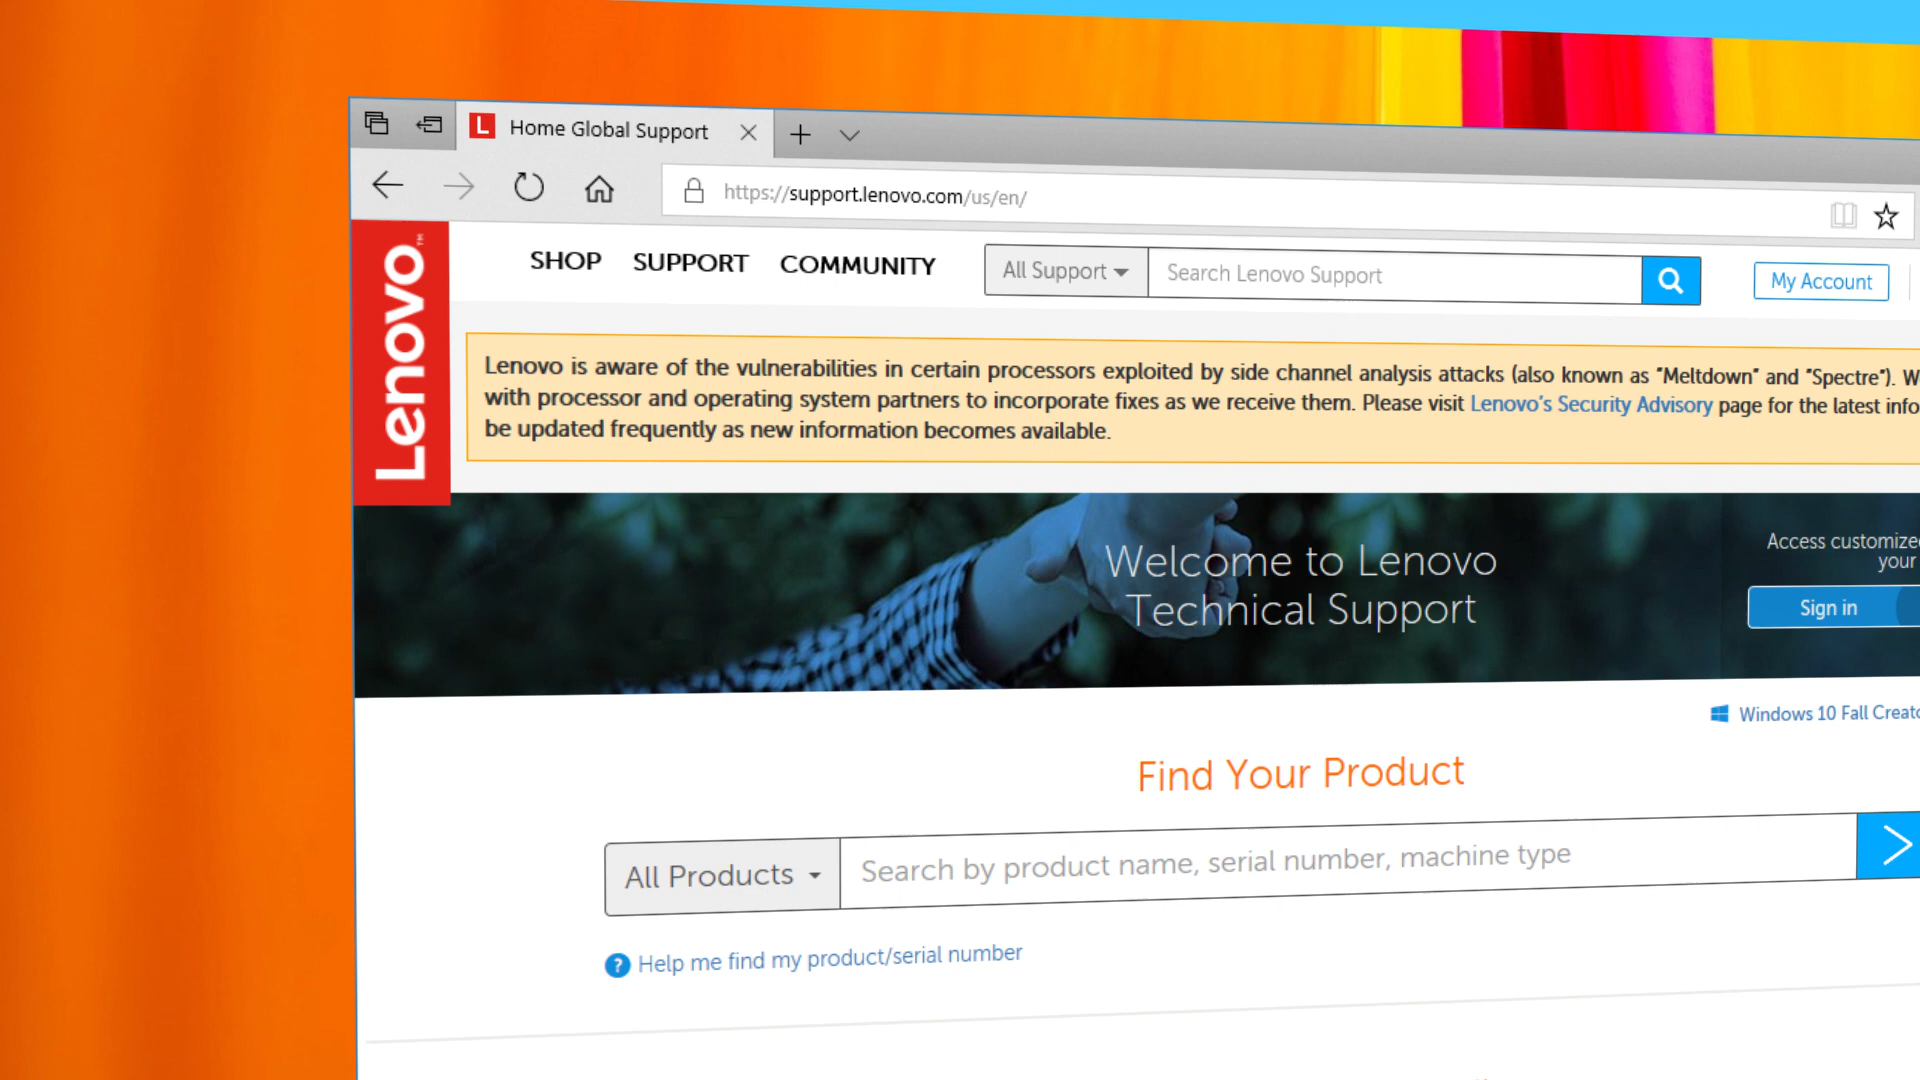 Home Global Support
https://support.lenovo.com/us/en/
Lenovo™
SHOP SUPPORT COMMUNITY
All Support
Search Lenovo Support
My Account
Lenovo is aware of the vulnerabilities in certain processors exploited by side channel analysis attacks (also known as "Meltdown" and "Spectre"). W
with processor and operating system partners to incorporate fixes as we receive them. Please visit Lenovo's Security Advisory page for the latest info
be updated frequently as new information becomes available.
Welcome to Lenovo
Technical Support
Access customize
your
Sign in
Windows 10 Fall Creato
Find Your Product
All Products
Search by product name, serial number, machine type
? Help me find my product/serial number